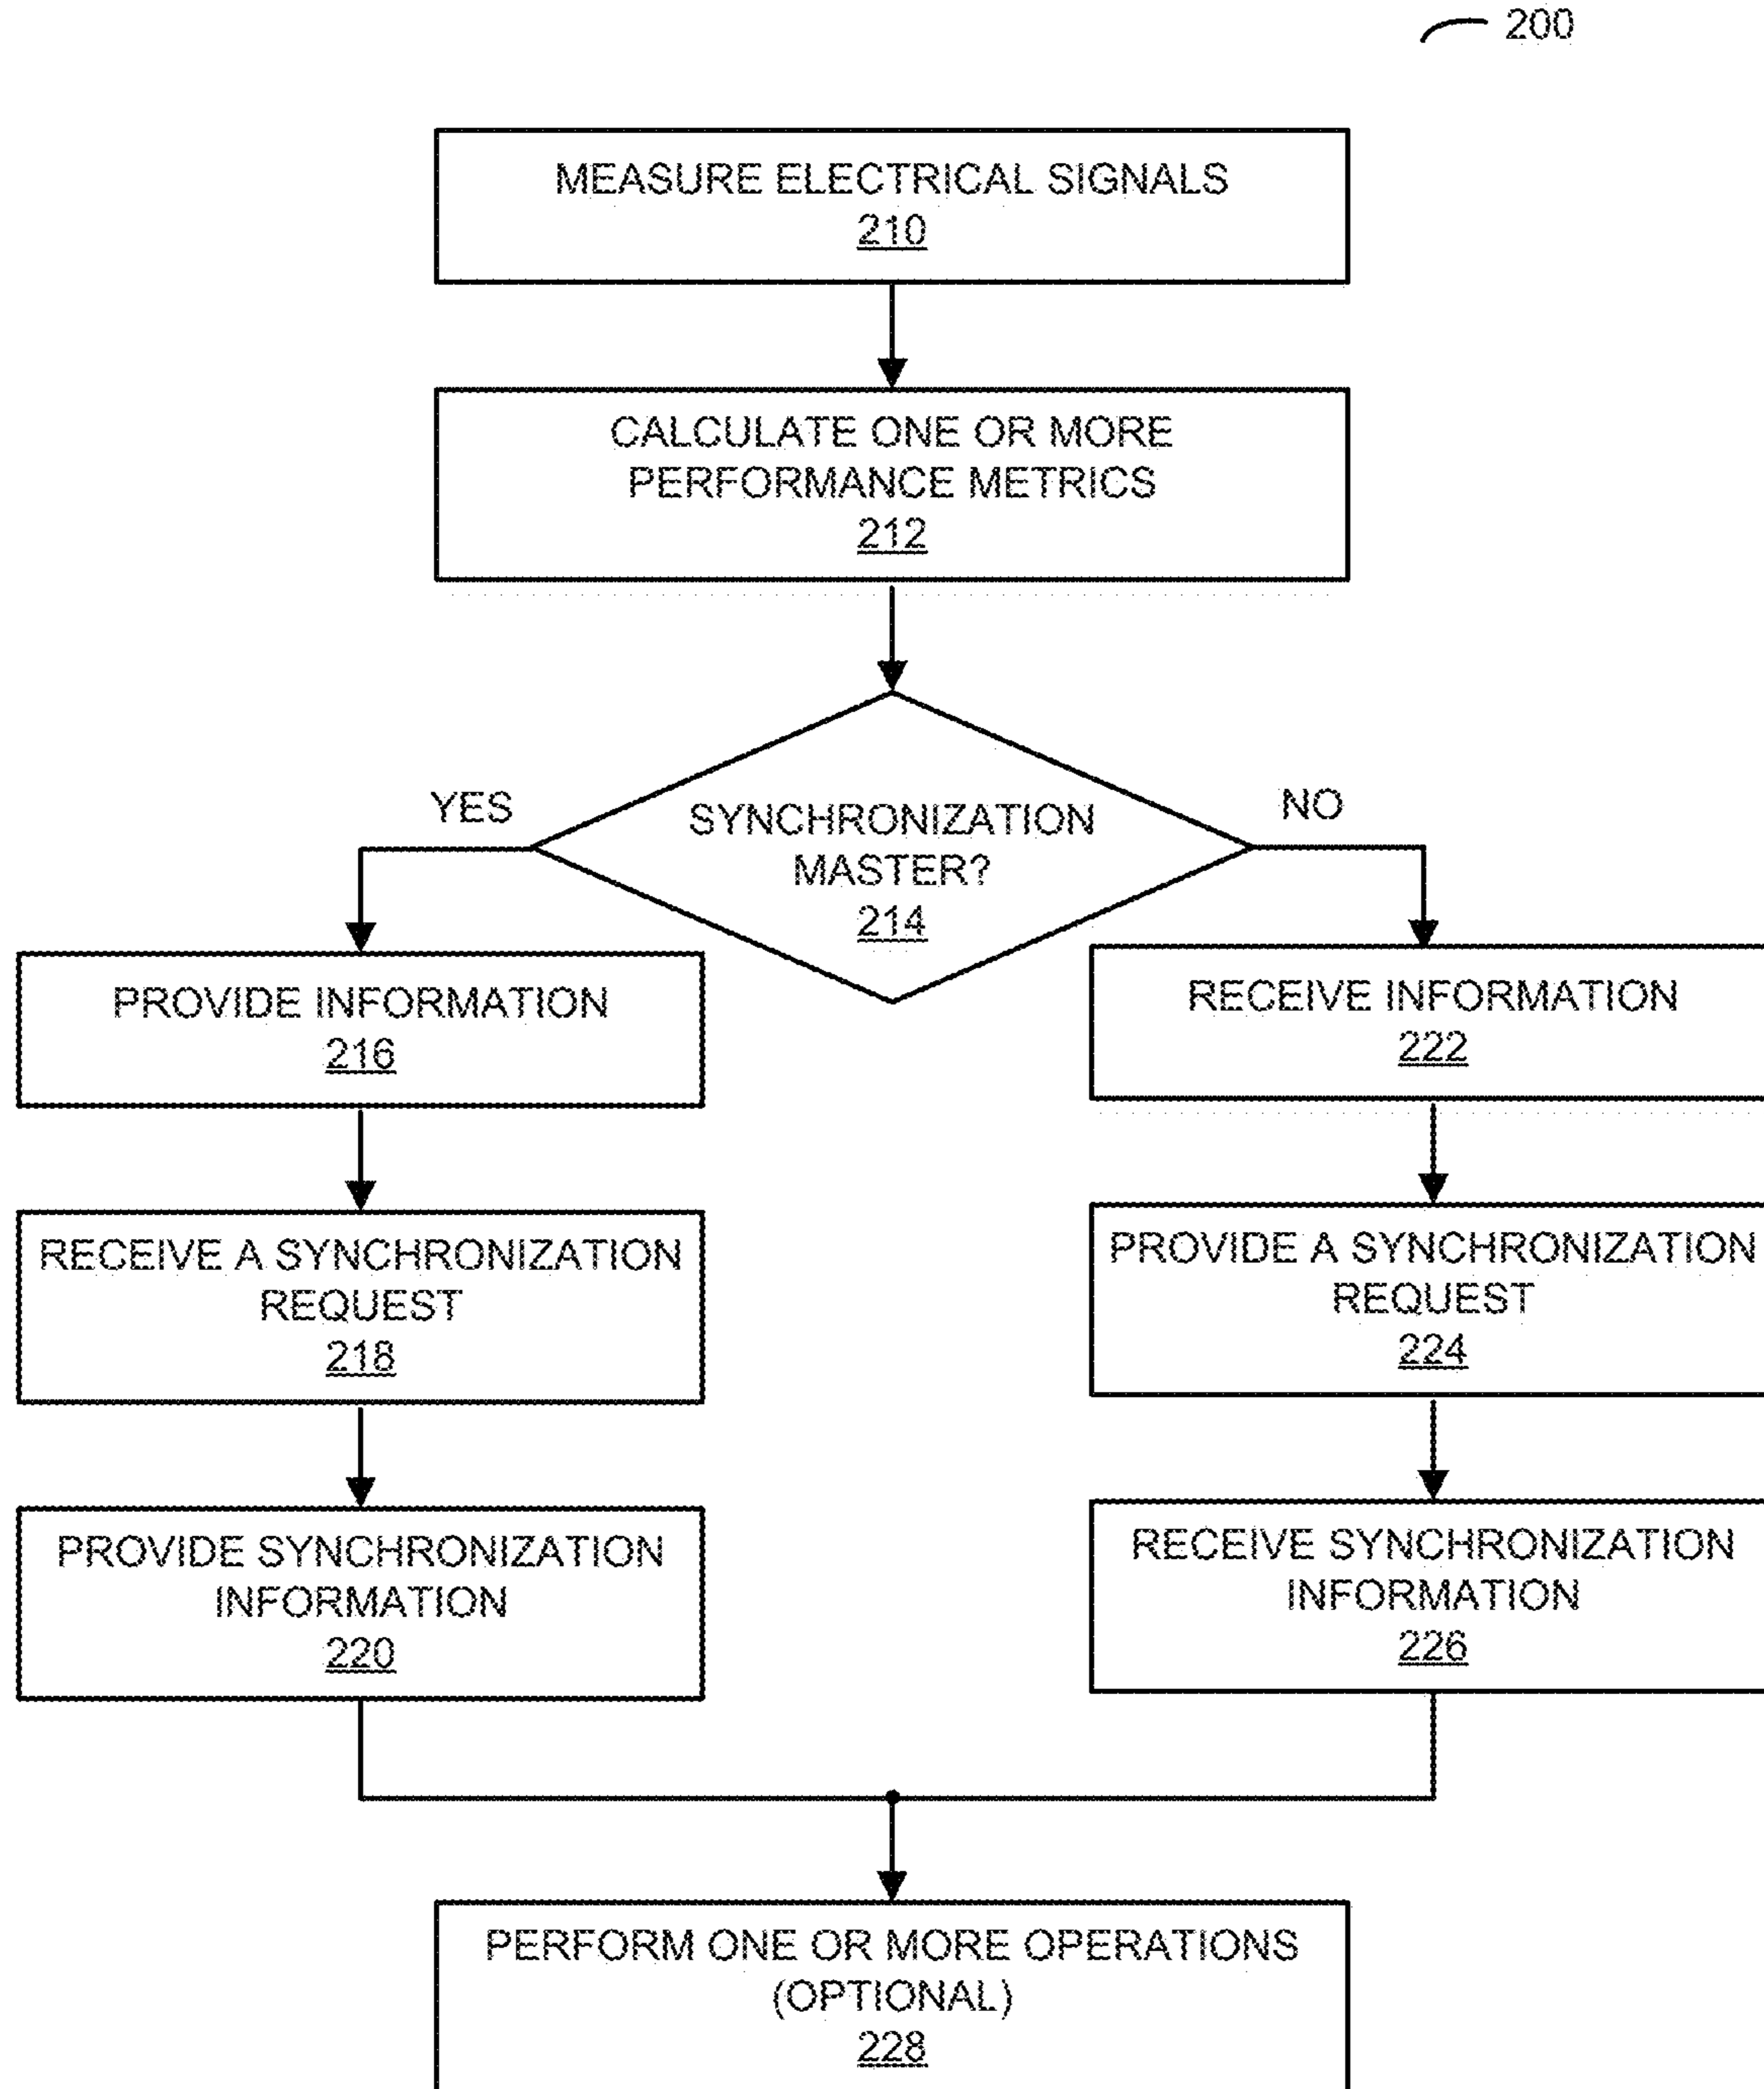 200
MEASURE ELECTRICAL SIGNALS
210
CALCULATE ONE OR MORE
PERFORMANCE METRICS
212
SYNCHRONIZATION
MASTER?
214
YES
NO
PROVIDE INFORMATION
216
RECEIVE A SYNCHRONIZATION
REQUEST
218
PROVIDE SYNCHRONIZATION
INFORMATION
220
RECEIVE INFORMATION
222
PROVIDE A SYNCHRONIZATION
REQUEST
224
RECEIVE SYNCHRONIZATION
INFORMATION
226
PERFORM ONE OR MORE OPERATIONS
(OPTIONAL)
228